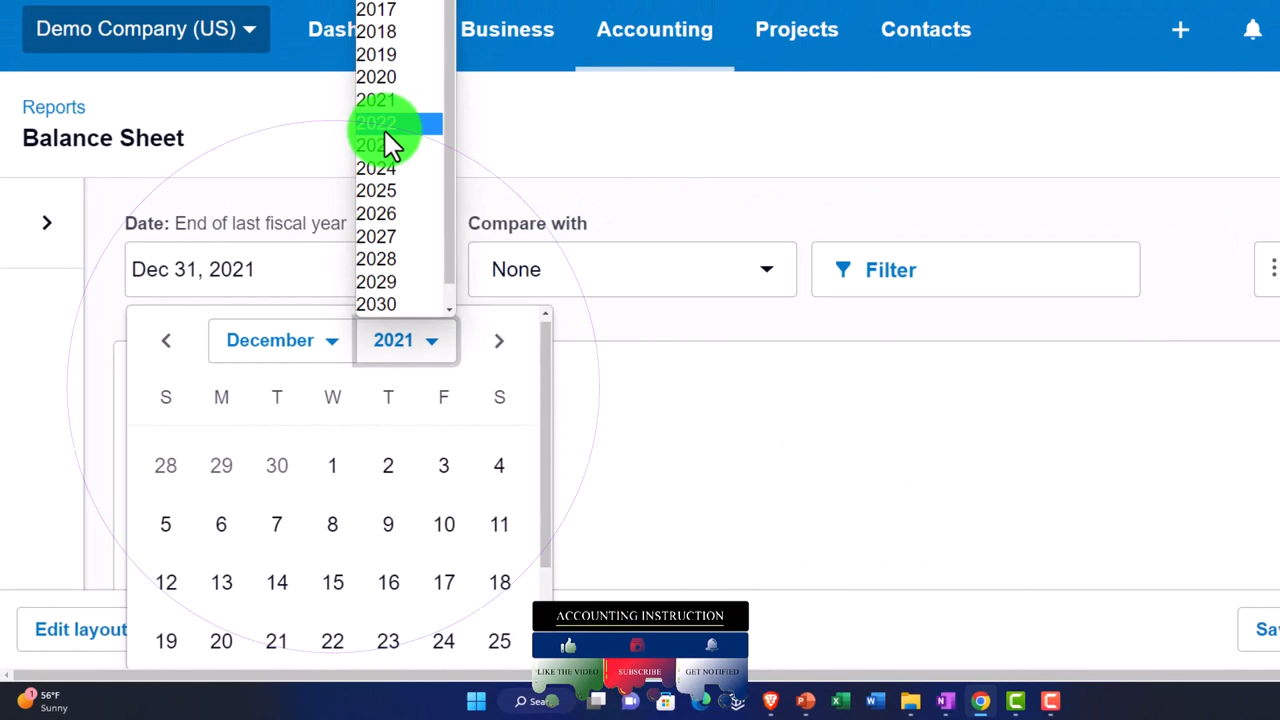 Demo Company (US)
Business
Accounting
Projects
Contacts
Reports
Balance Sheet
2017
2018
2019
2020
2021
2022
2024
2025
2026
2027
2028
2029
2030
Date: End of last fiscal year
Compare with
Dec 31, 2021
None
Filter
December
2021
S M T W T F S
28 29 30 1 2 3 4
5 6 7 8 9 10 11
12 13 14 15 16 17 18
19 20 21 22 23 24 25
Edit layout
ACCOUNTING INSTRUCTION
LIKE THE VIDEO
SUBSCRIBE
GET NOTIFIED
1
56°F
Sunny